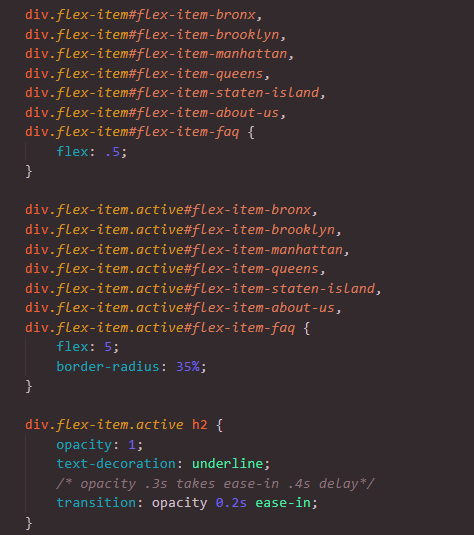 div.flex-item#flex-item-bronx,
div.flex-item#flex-item-brooklyn,
div.flex-item#flex-item-manhattan,
div.flex-item#flex-item-queens,
div.flex-item#flex-item-staten-island,
div.flex-item#flex-item-about-us,
div.flex-item#flex-item-faq {
    flex: .5;
}

div.flex-item.active#flex-item-bronx,
div.flex-item.active#flex-item-brooklyn,
div.flex-item.active#flex-item-manhattan,
div.flex-item.active#flex-item-queens,
div.flex-item.active#flex-item-staten-island,
div.flex-item.active#flex-item-about-us,
div.flex-item.active#flex-item-faq {
    flex: 5;
    border-radius: 35%;
}

div.flex-item.active h2 {
    opacity: 1;
    text-decoration: underline;
    /* opacity .3s takes ease-in .4s delay*/
    transition: opacity 0.2s ease-in;
}